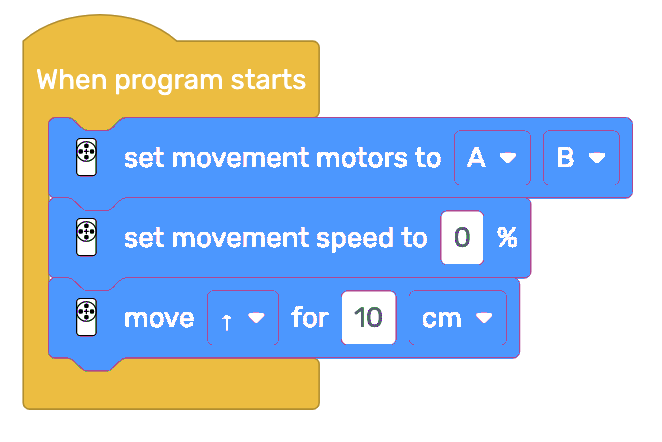 When program starts
set movement motors to A B
set movement speed to 0 %
move ↑ for 10 cm